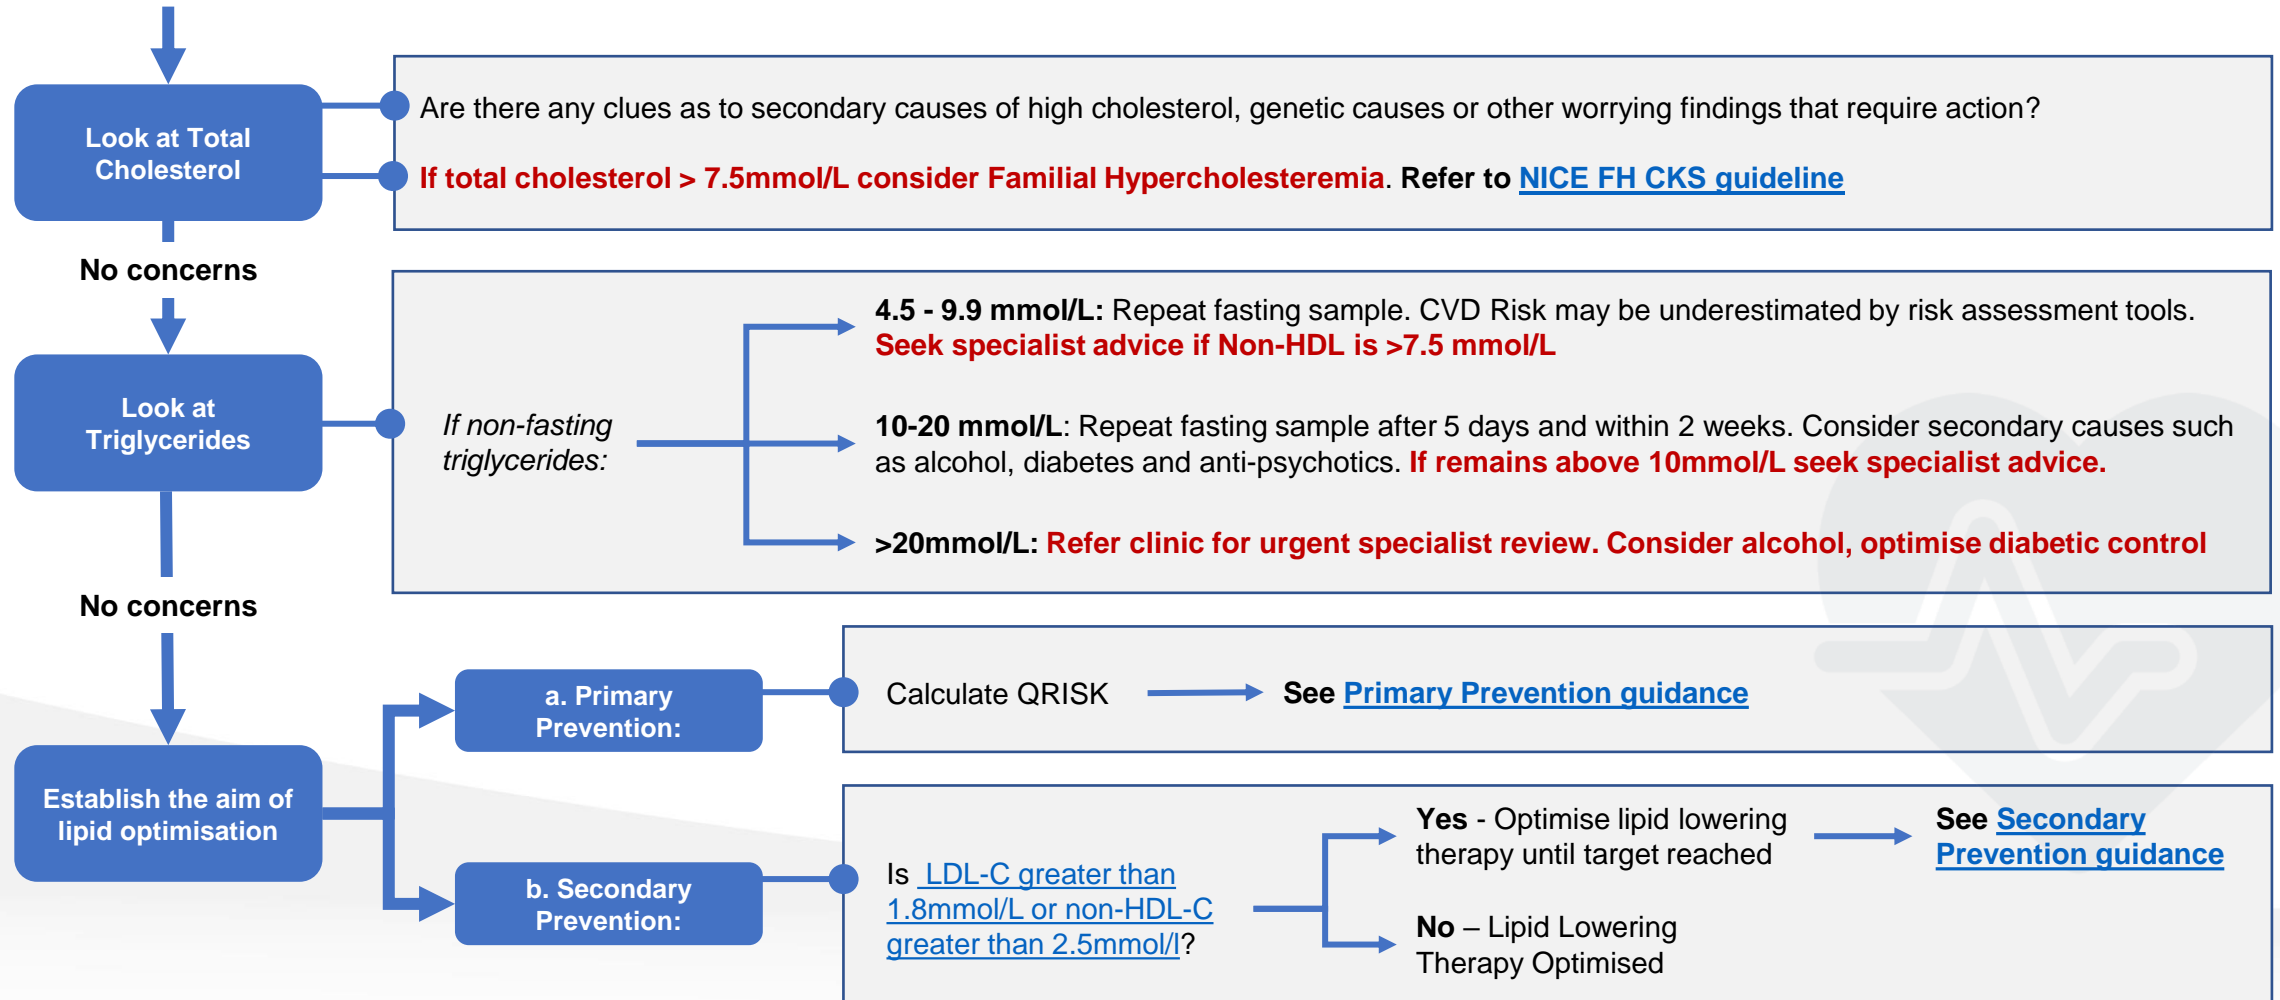 Look at Total
Cholesterol
Are there any clues as to secondary causes of high cholesterol, genetic causes or other worrying findings that require action?
If total cholesterol > 7.5mmol/L consider Familial Hypercholesteremia. Refer to NICE FH CKS guideline
No concerns
Look at
Triglycerides
If non-fasting
triglycerides:
4.5 - 9.9 mmol/L: Repeat fasting sample. CVD Risk may be underestimated by risk assessment tools.
Seek specialist advice if Non-HDL is >7.5 mmol/L
10-20 mmol/L: Repeat fasting sample after 5 days and within 2 weeks. Consider secondary causes such
as alcohol, diabetes and anti-psychotics. If remains above 10mmol/L seek specialist advice.
>20mmol/L: Refer clinic for urgent specialist review. Consider alcohol, optimise diabetic control
No concerns
Establish the aim of
lipid optimisation
a. Primary
Prevention:
Calculate QRISK
See Primary Prevention guidance
b. Secondary
Prevention:
Is LDL-C greater than
1.8mmol/L or non-HDL-C
greater than 2.5mmol/l?
Yes - Optimise lipid lowering
therapy until target reached
See Secondary
Prevention guidance
No – Lipid Lowering
Therapy Optimised